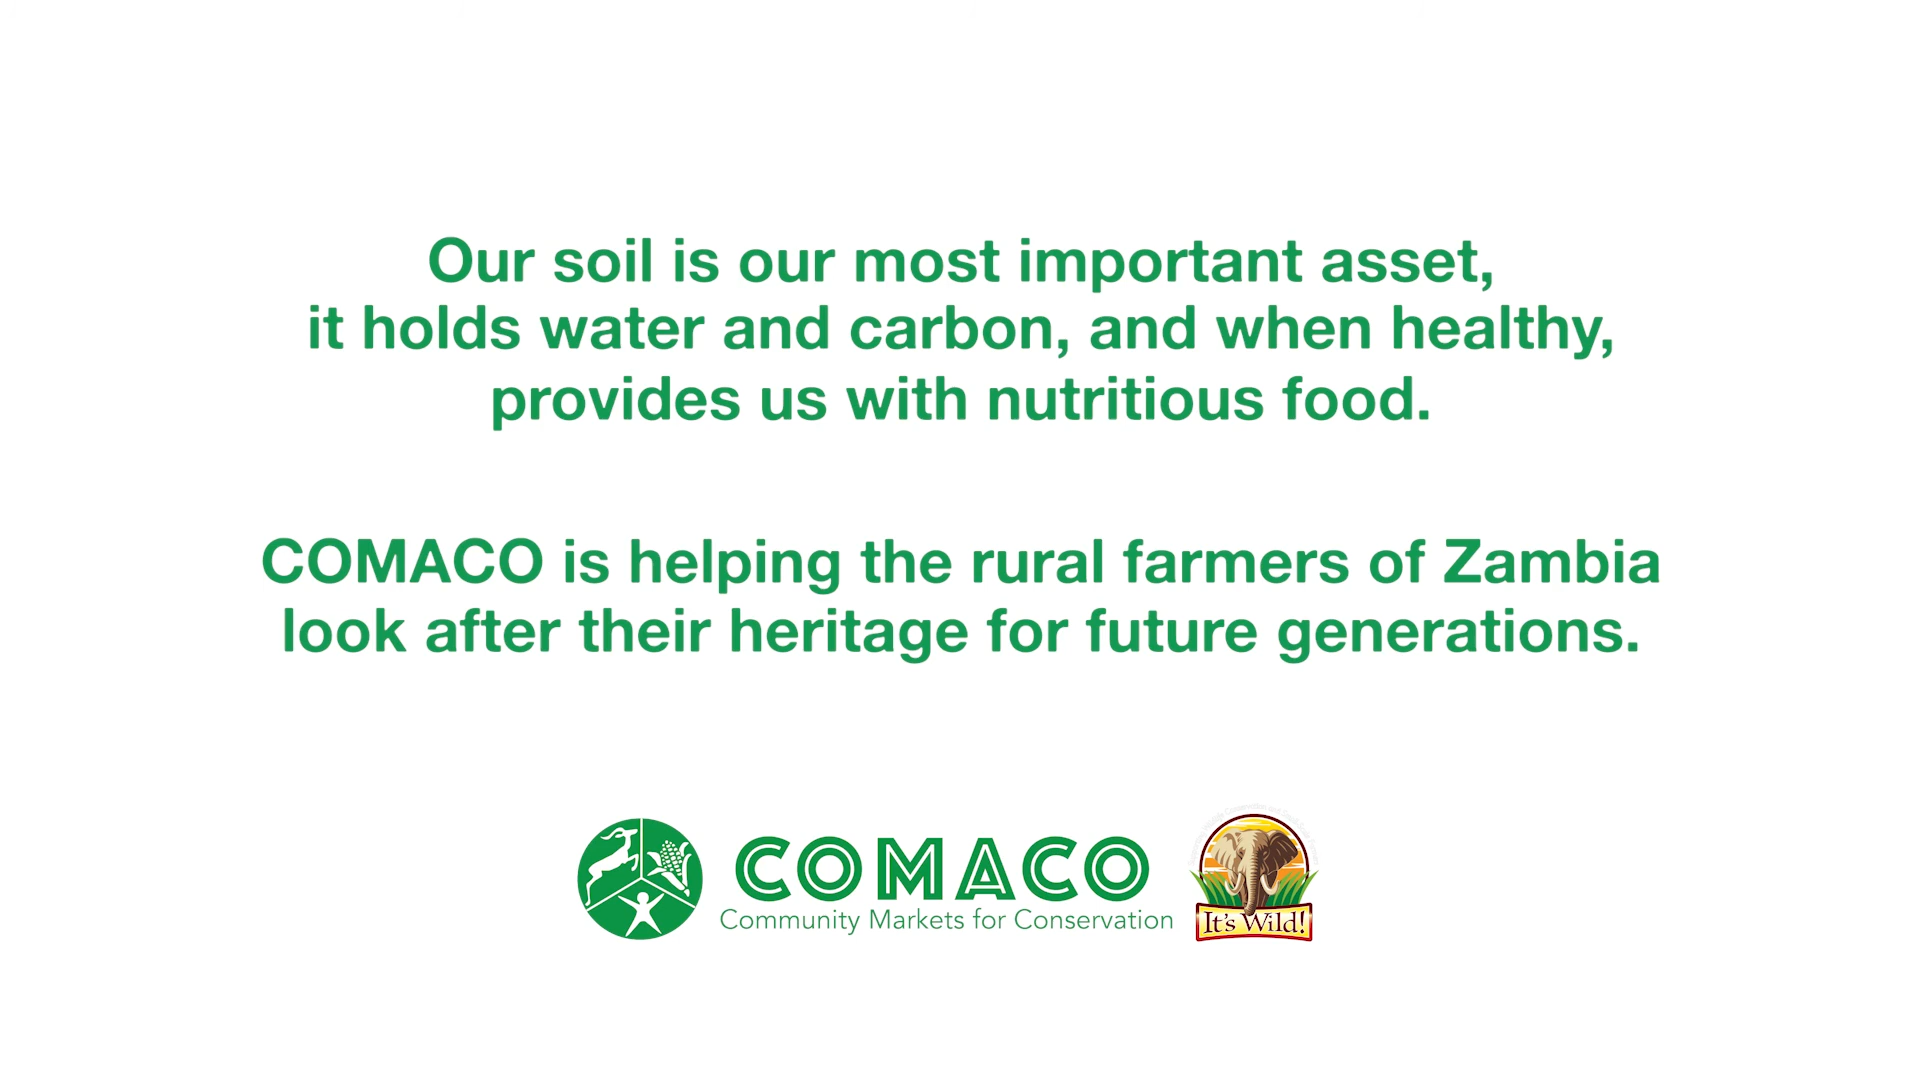 Our soil is our most important asset,
it holds water and carbon, and when healthy,
provides us with nutritious food.
COMACO is helping the rural farmers of Zambia
look after their heritage for future generations.
COMACO
Community Markets for Conservation
It's Wild!